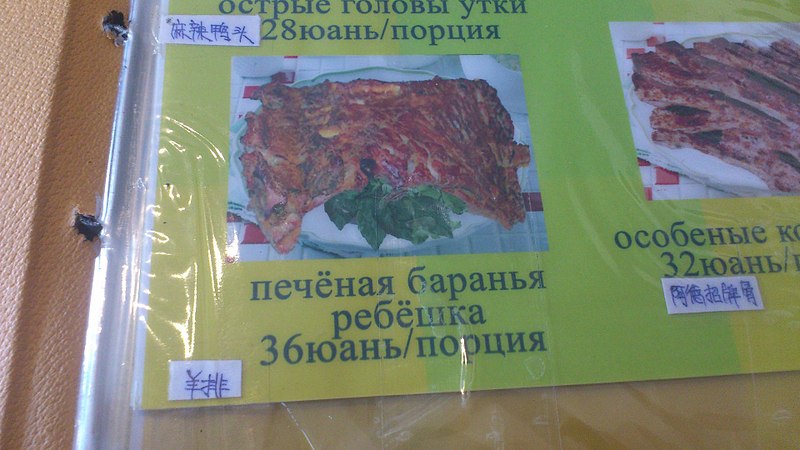 острые головы утки
28юань/порция
麻辣鸭头
печёная баранья
ребёшка
36юань/порция
羊排
особеные
32юань/